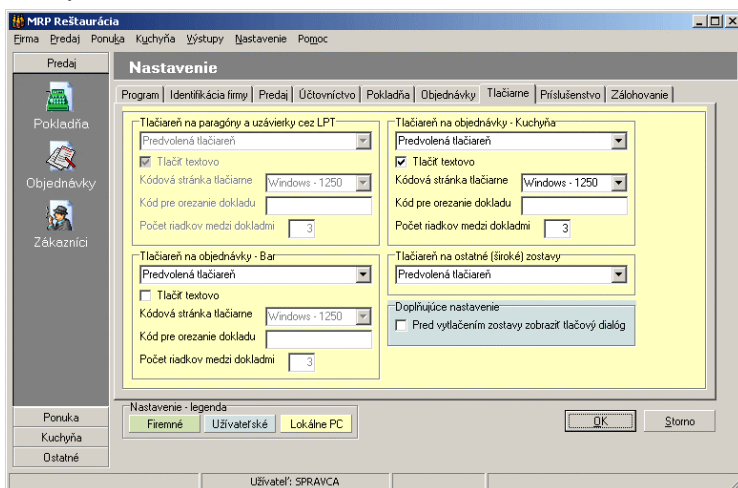 MRP Reštaurácia
Firma Predaj Ponuka Kuchyňa Výstupy Nastavenie Pomoc
Predaj
Pokladňa
Objednávky
Zákazníci
Ponuka
Kuchyňa
Ostatné
Nastavenie
Program Identifikácia firmy Predaj Účtovníctvo Pokladňa Objednávky Tlačiarne Príslušenstvo Zálohovanie
Tlačiareň na paragóny a uzávierky cez LPT
Predvolená tlačiareň
Tlačiť textovo
Kódová stránka tlačiarne Windows - 1250
Kód pre orezanie dokladu
Počet riadkov medzi dokladmi 3
Tlačiareň na objednávky - Kuchyňa
Predvolená tlačiareň
Tlačiť textovo
Kódová stránka tlačiarne Windows - 1250
Kód pre orezanie dokladu
Počet riadkov medzi dokladmi 3
Tlačiareň na objednávky - Bar
Predvolená tlačiareň
Tlačiť textovo
Kódová stránka tlačiarne Windows - 1250
Kód pre orezanie dokladu
Počet riadkov medzi dokladmi 3
Tlačiareň na ostatné (široké) zostavy
Predvolená tlačiareň
Doplňujúce nastavenie
Pred vytlačením zostavy zobraziť tlačový dialóg
Nastavenie - legenda
Firemné Užívateľské Lokálne PC
OK Storno
Užívateľ: SPRAVCA